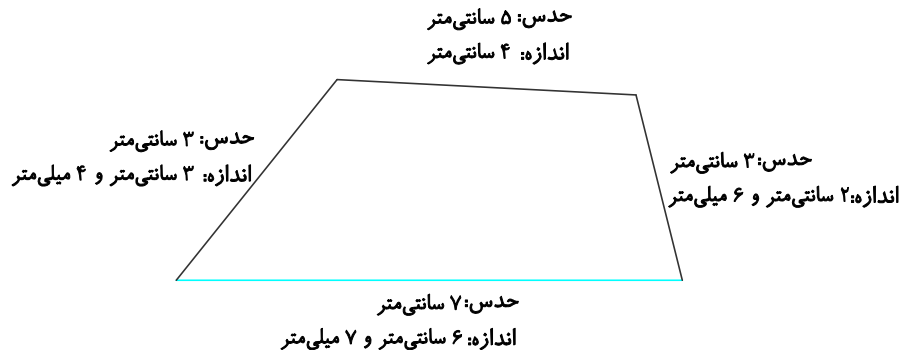 حدس: ۵ سانتی‌متر
اندازه: ۴ سانتی‌متر
حدس: ۳ سانتی‌متر
اندازه: ۳ سانتی‌متر و ۴ میلی‌متر
حدس: ۳ سانتی‌متر
اندازه: ۲ سانتی‌متر و ۶ میلی‌متر
حدس: ۷ سانتی‌متر
اندازه: ۶ سانتی‌متر و ۷ میلی‌متر